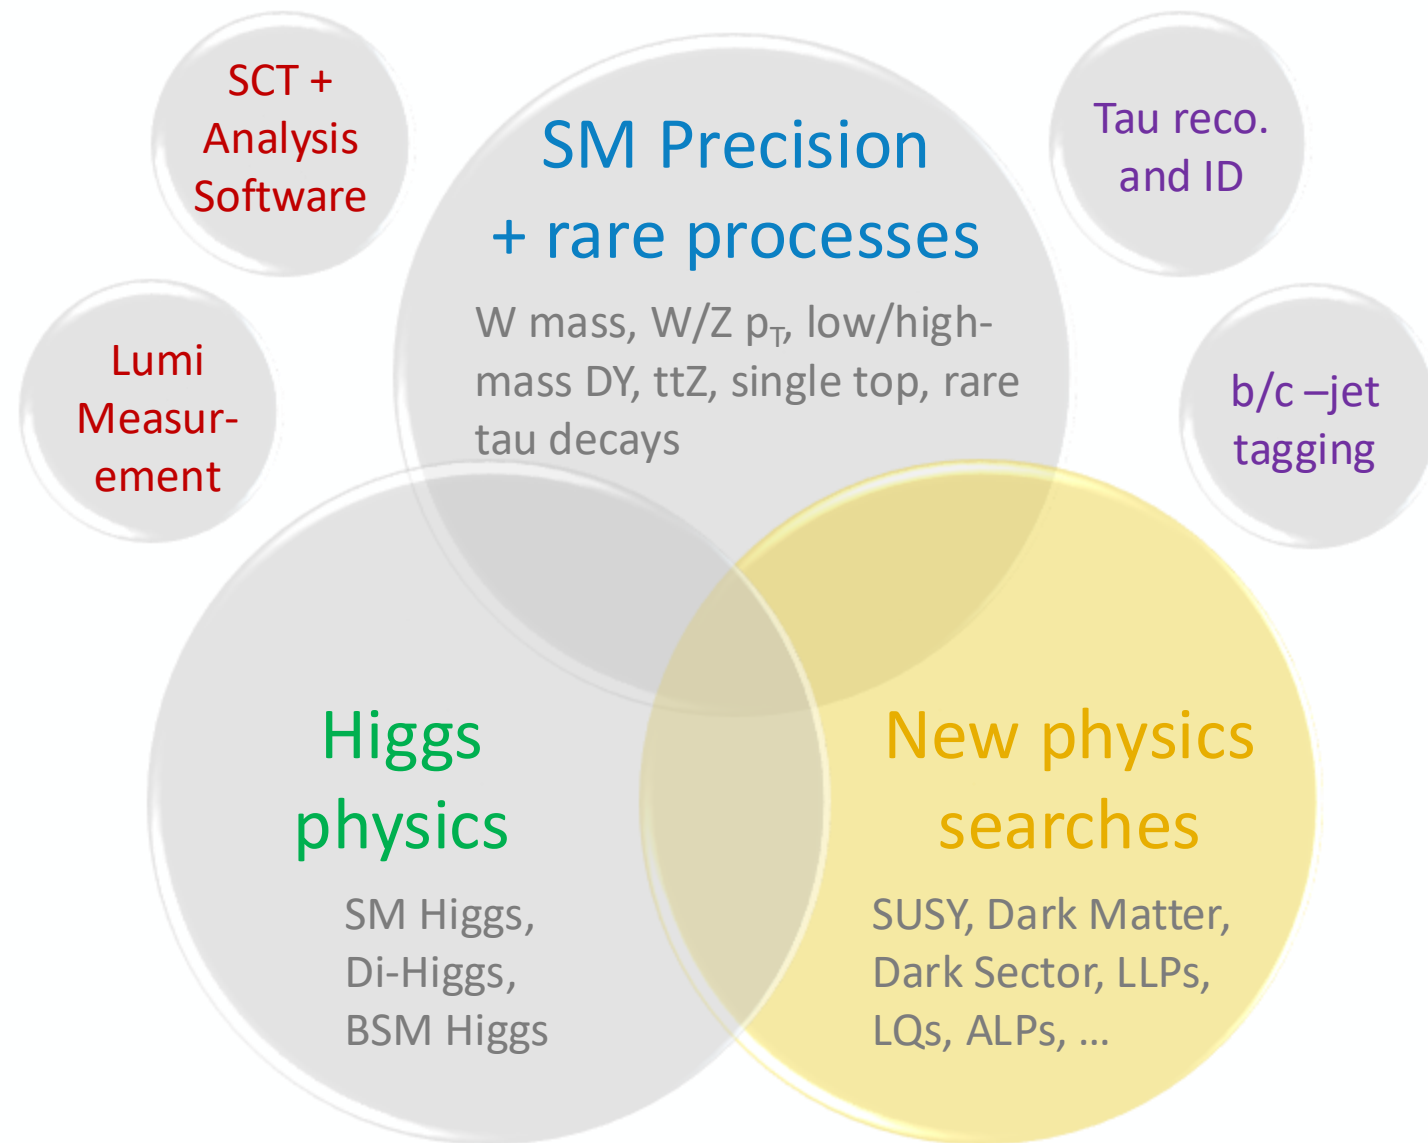 SCT +
Analysis
Software
Lumi
Measur-
ement
SM Precision
+ rare processes
W mass, W/Z pT, low/high-
mass DY, ttZ, single top, rare
tau decays
Tau reco.
and ID
b/c –jet
tagging
Higgs
physics
SM Higgs,
Di-Higgs,
BSM Higgs
New physics
searches
SUSY, Dark Matter,
Dark Sector, LLPs,
LQs, ALPs, ...